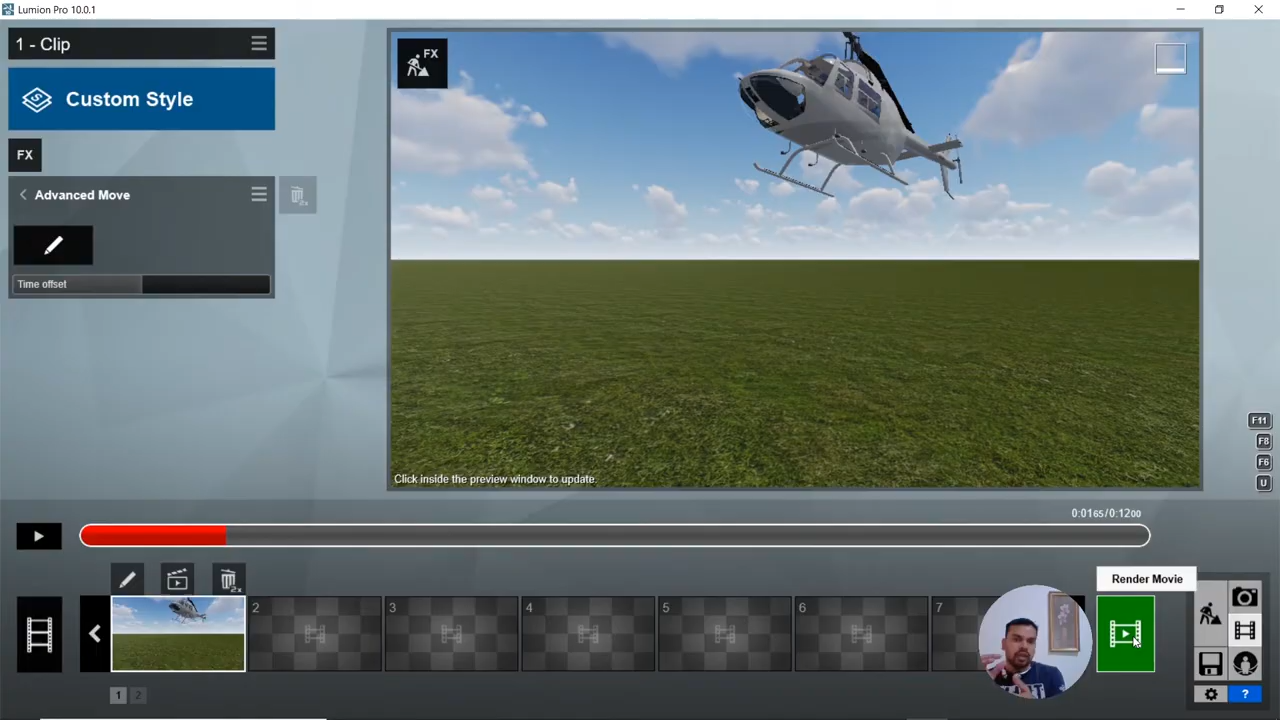 Lumion Pro 10.0.1
1 - Clip
Custom Style
FX
Advanced Move
2x
Time offset
FX
Click inside the preview window to update.
F11
F8
F6
U
0:0165/0:1200
2x
Render Movie
2
3
4
5
6
7
1
2
?